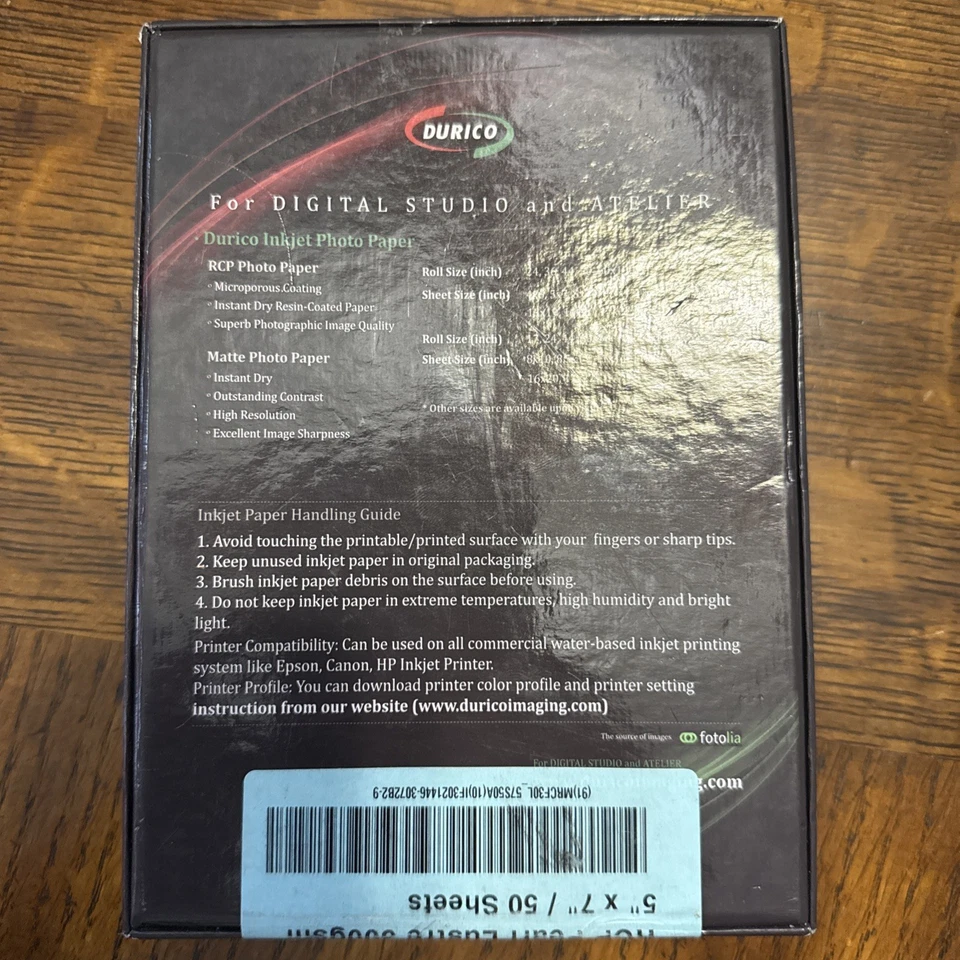 DURICO
For DIGITAL STUDIO and ATELIER
Durico Inkjet Photo Paper
RCP Photo Paper
Microporous Coating
Instant Dry Resin-Coated Paper
Superb Photographic Image Quality
Roll Size (inch)
Sheet Size (inch)
Matte Photo Paper
Instant Dry
Outstanding Contrast
High Resolution
Excellent Image Sharpness
Roll Size (inch)
Sheet Size (inch)
* Other sizes are available upon
Inkjet Paper Handling Guide
1. Avoid touching the printable/printed surface with your fingers or sharp tips.
2. Keep unused inkjet paper in original packaging.
3. Brush inkjet paper debris on the surface before using.
4. Do not keep inkjet paper in extreme temperatures, high humidity and bright
light.
Printer Compatibility: Can be used on all commercial water-based inkjet printing
system like Epson, Canon, HP Inkjet Printer.
Printer Profile: You can download printer color profile and printer setting
instruction from our website (www.duricoimaging.com)
The source of images fotolia
For DIGITAL STUDIO and ATELIER
g.com
(91)MRCF30L_57S50A(10)IF3021446-3072B2-9
5" x 7" / 50 Sheets